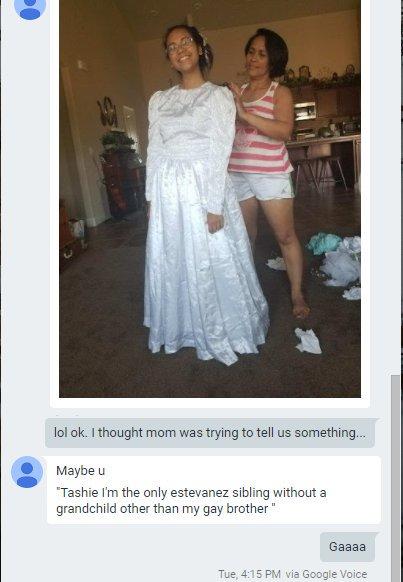 lol ok. I thought mom was trying to tell us something...
Maybe u
"Tashie I'm the only estevanez sibling without a
grandchild other than my gay brother "
Gaaaa
Tue, 4:15 PM via Google Voice